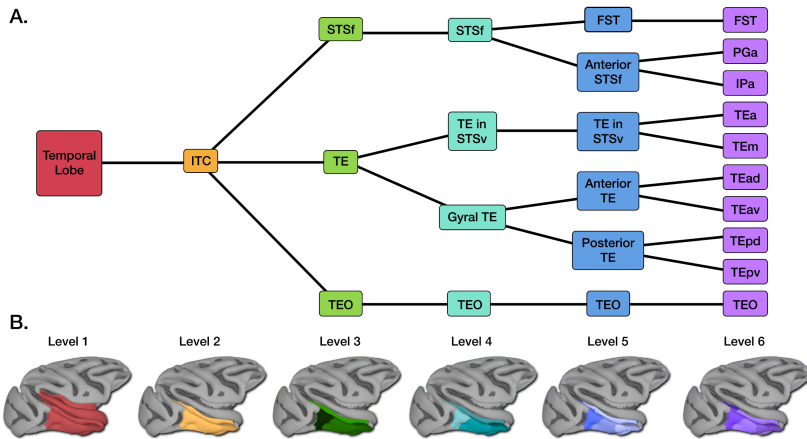 A.
Temporal
Lobe
ITC
STSf
TE
TEO
STSf
TE in
STSv
Gyral TE
TEO
FST
Anterior
STSf
TE in
STSv
Anterior
TE
Posterior
TE
TEO
FST
PGa
IPa
TEa
TEm
TEad
TEav
TEpd
TEpv
TEO
B.
Level 1
Level 2
Level 3
Level 4
Level 5
Level 6